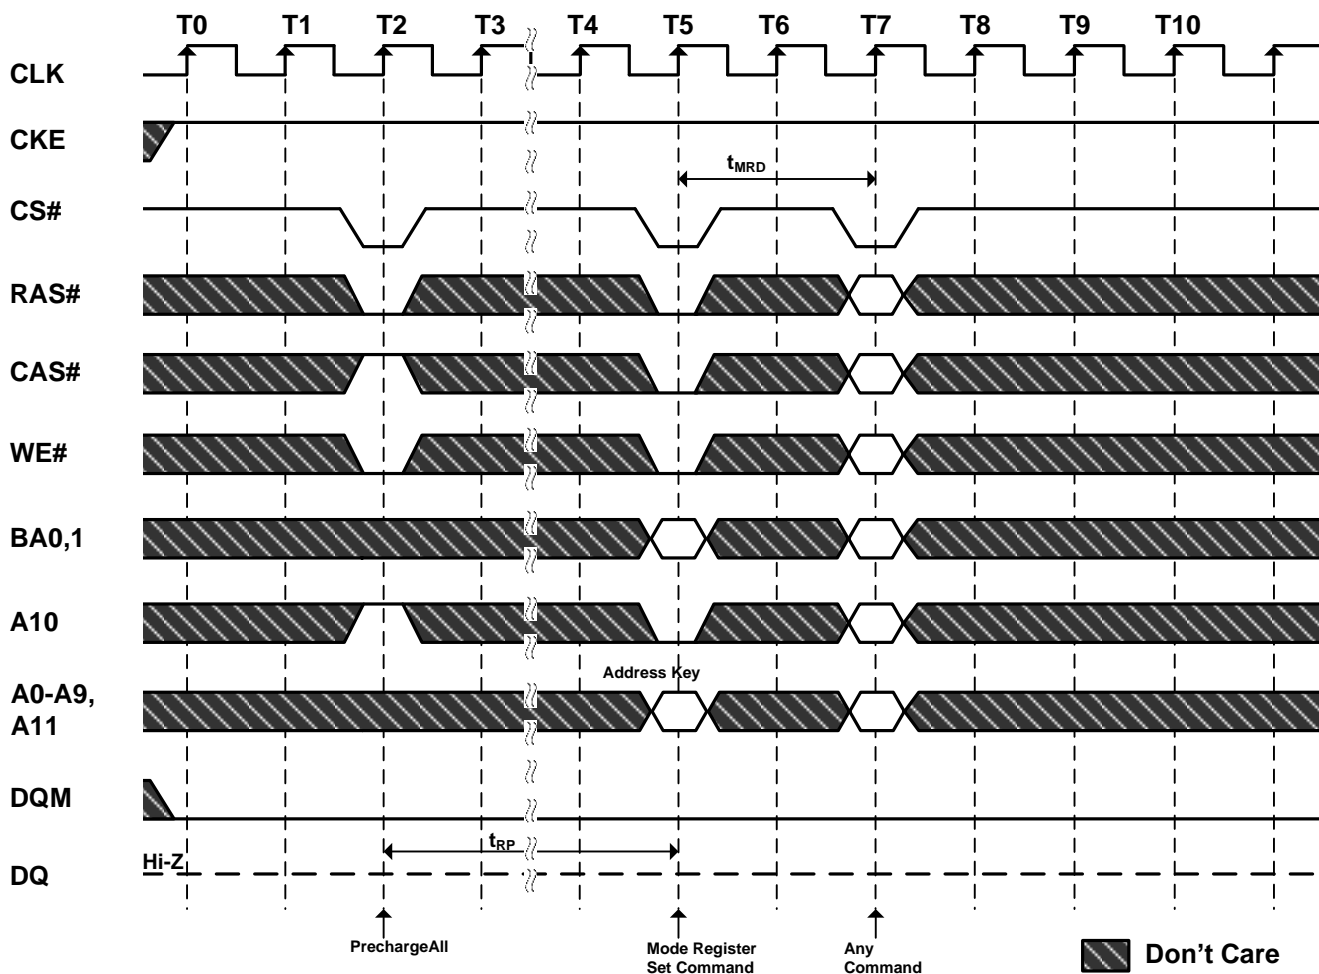 T0 T1 T2 T3 T4 T5 T6 T7 T8 T9 T10
CLK
CKE
tMRD
CS#
RAS#
CAS#
WE#
BA0,1
A10
Address Key
A0-A9,
A11
DQM
tRP
Hi-Z
DQ
PrechargeAll
Mode Register
Set Command
Any
Command
Don't Care